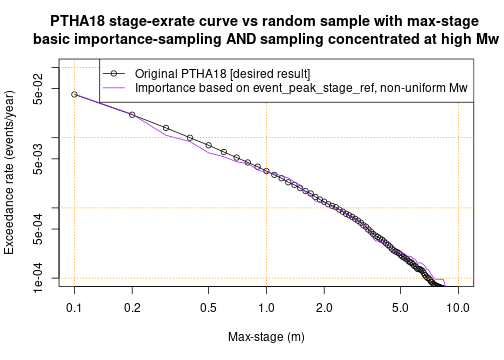 PTHA18 stage-exrate curve vs random sample with max-stage
basic importance-sampling AND sampling concentrated at high Mw
Original PTHA18 [desired result]
Importance based on event_peak_stage_ref, non-uniform Mw
Exceedance rate (events/year)
5e-02
5e-03
5e-04
1e-04
0.1 0.2 0.5 1.0 2.0 5.0 10.0
Max-stage (m)